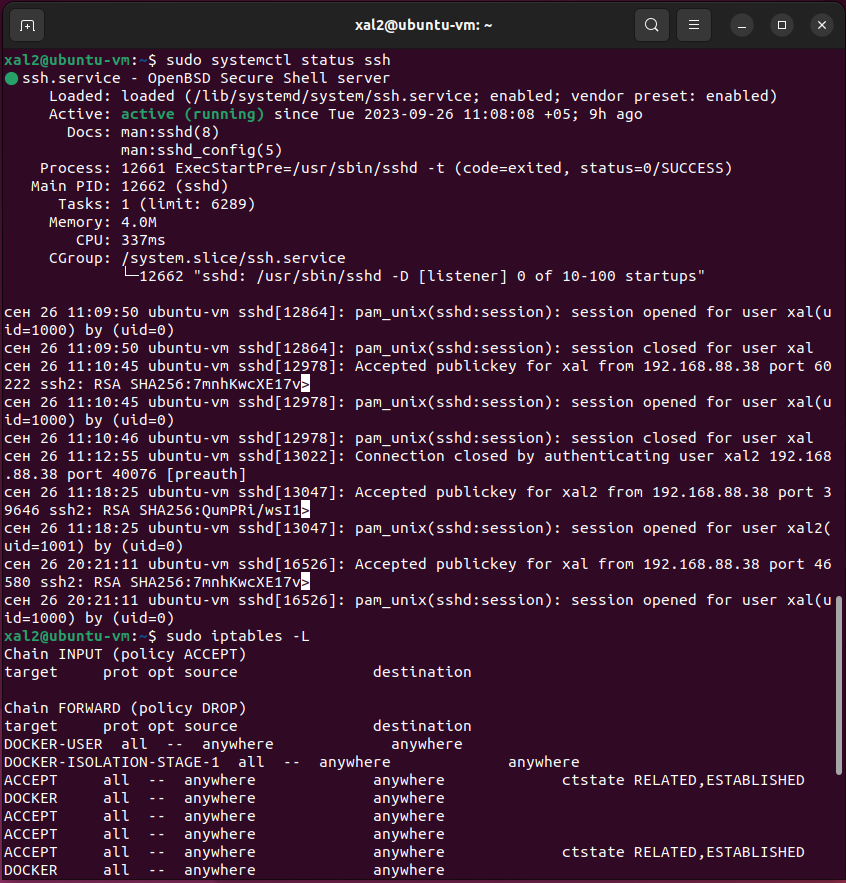 xal2@ubuntu-vm: ~
xal2@ubuntu-vm:~$ sudo systemctl status ssh
● ssh.service - OpenBSD Secure Shell server
     Loaded: loaded (/lib/systemd/system/ssh.service; enabled; vendor preset: enabled)
     Active: active (running) since Tue 2023-09-26 11:08:08 +05; 9h ago
       Docs: man:sshd(8)
             man:sshd_config(5)
    Process: 12661 ExecStartPre=/usr/sbin/sshd -t (code=exited, status=0/SUCCESS)
   Main PID: 12662 (sshd)
      Tasks: 1 (limit: 6289)
     Memory: 4.0M
        CPU: 337ms
     CGroup: /system.slice/ssh.service
             └─12662 "sshd: /usr/sbin/sshd -D [listener] 0 of 10-100 startups"
сен 26 11:09:50 ubuntu-vm sshd[12864]: pam_unix(sshd:session): session opened for user xal(u
id=1000) by (uid=0)
сен 26 11:09:50 ubuntu-vm sshd[12864]: pam_unix(sshd:session): session closed for user xal
сен 26 11:10:45 ubuntu-vm sshd[12978]: Accepted publickey for xal from 192.168.88.38 port 60
222 ssh2: RSA SHA256:7mnhKwcXE17v>
сен 26 11:10:45 ubuntu-vm sshd[12978]: pam_unix(sshd:session): session opened for user xal(u
id=1000) by (uid=0)
сен 26 11:10:46 ubuntu-vm sshd[12978]: pam_unix(sshd:session): session closed for user xal
сен 26 11:12:55 ubuntu-vm sshd[13022]: Connection closed by authenticating user xal2 192.168
.88.38 port 40076 [preauth]
сен 26 11:18:25 ubuntu-vm sshd[13047]: Accepted publickey for xal2 from 192.168.88.38 port 3
9646 ssh2: RSA SHA256:QumPRi/wsI1>
сен 26 11:18:25 ubuntu-vm sshd[13047]: pam_unix(sshd:session): session opened for user xal2(
uid=1001) by (uid=0)
сен 26 20:21:11 ubuntu-vm sshd[16526]: Accepted publickey for xal from 192.168.88.38 port 46
580 ssh2: RSA SHA256:7mnhKwcXE17v>
сен 26 20:21:11 ubuntu-vm sshd[16526]: pam_unix(sshd:session): session opened for user xal(u
id=1000) by (uid=0)
xal2@ubuntu-vm:~$ sudo iptables -L
Chain INPUT (policy ACCEPT)
target     prot opt source               destination
Chain FORWARD (policy DROP)
target     prot opt source               destination
DOCKER-USER  all  --  anywhere             anywhere
DOCKER-ISOLATION-STAGE-1  all  --  anywhere             anywhere
ACCEPT     all  --  anywhere             anywhere             ctstate RELATED,ESTABLISHED
DOCKER     all  --  anywhere             anywhere
ACCEPT     all  --  anywhere             anywhere
ACCEPT     all  --  anywhere             anywhere
ACCEPT     all  --  anywhere             anywhere             ctstate RELATED,ESTABLISHED
DOCKER     all  --  anywhere             anywhere